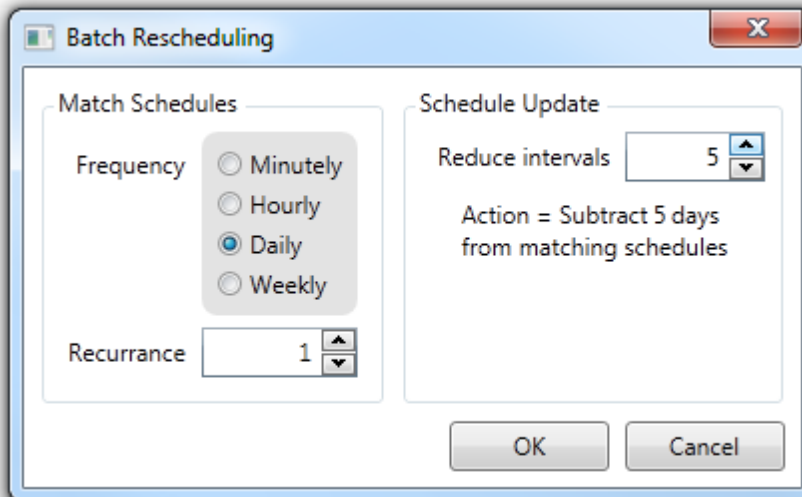 Batch Rescheduling
Match Schedules
Frequency
Minutely
Hourly
Daily
Weekly
Recurrance
1
Schedule Update
Reduce intervals
5
Action = Subtract 5 days
from matching schedules
OK
Cancel